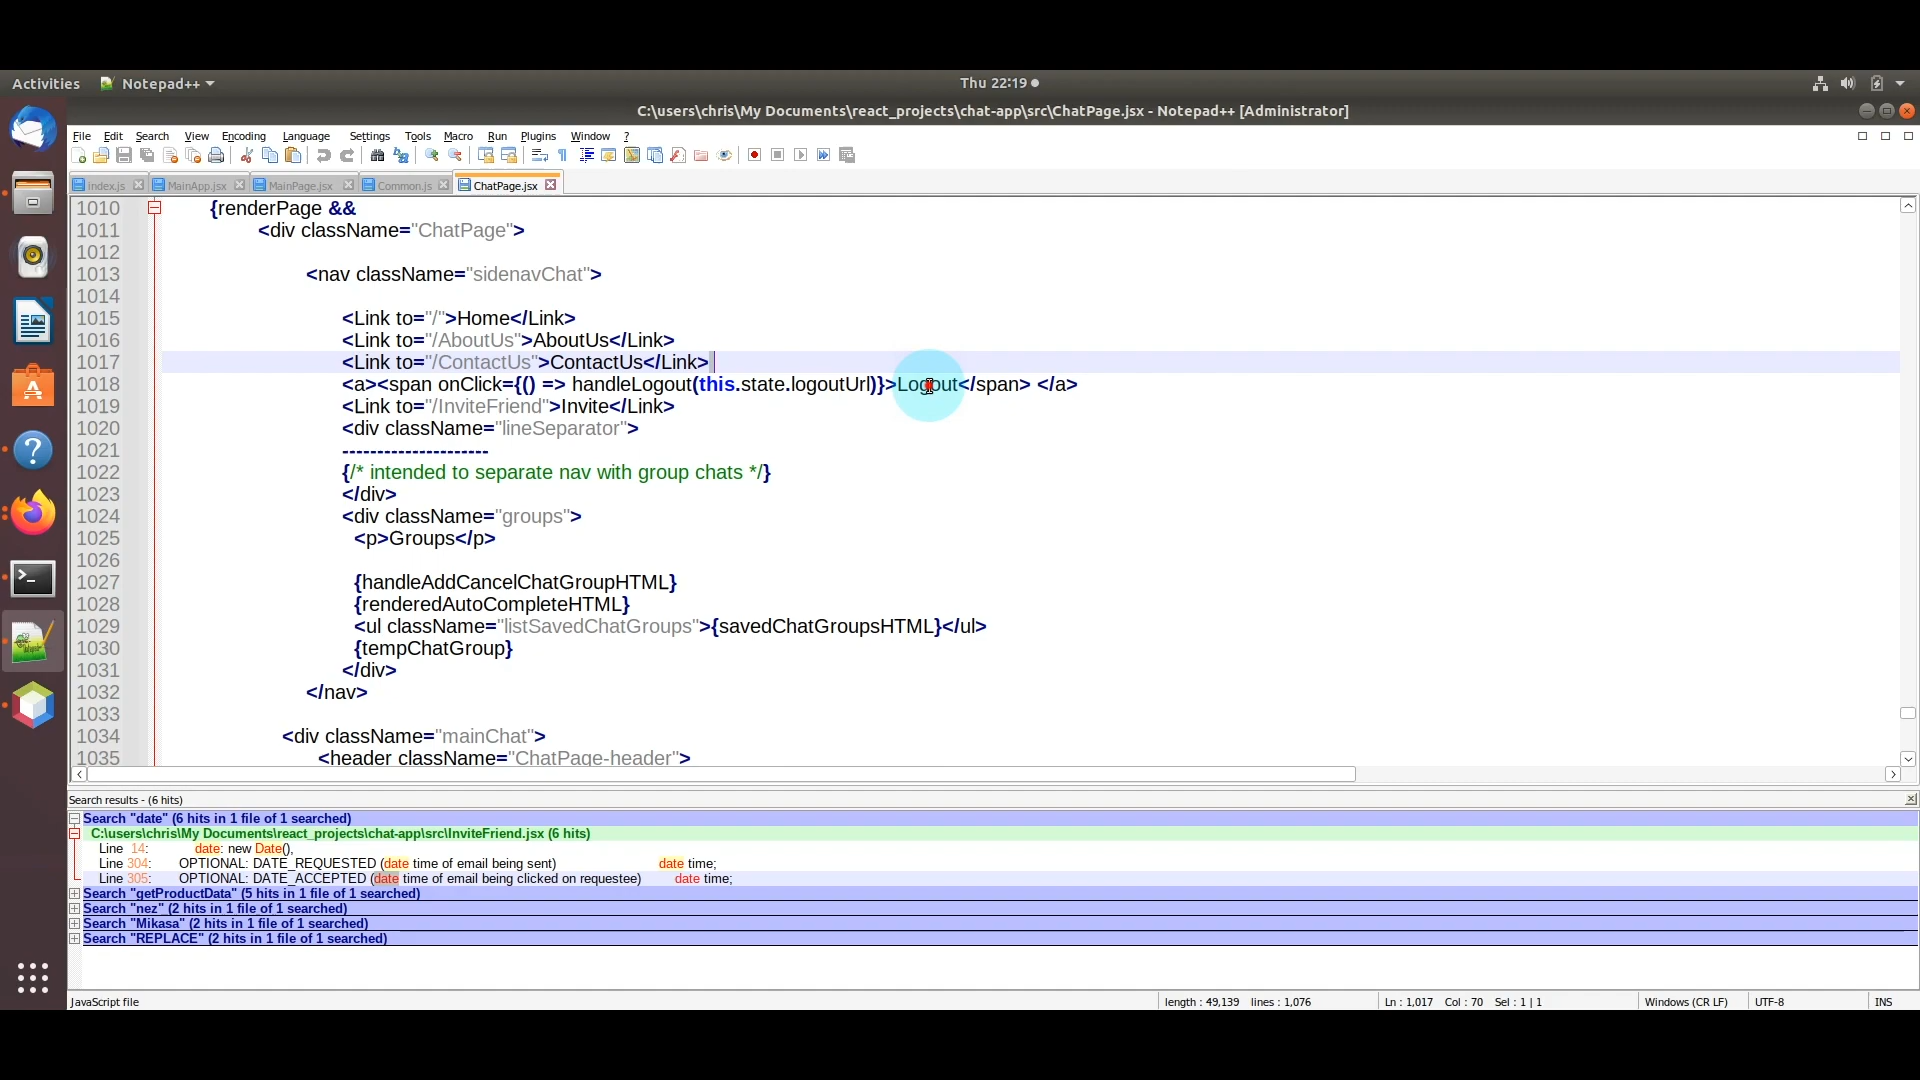 Activities Notepad++ Thu 22:19
C:\users\chris\My Documents\react_projects\chat-app\src\ChatPage.jsx - Notepad++ [Administrator]
File Edit Search View Encoding Language Settings Tools Macro Run Plugins Window ?
index.js MainApp.jsx MainPage.jsx Common.js ChatPage.jsx
1010 {renderPage &&
1011 <div className="ChatPage">
1012
1013 <nav className="sidenavChat">
1014
1015 <Link to="/">Home</Link>
1016 <Link to="/AboutUs">AboutUs</Link>
1017 <Link to="/ContactUs">ContactUs</Link>
1018 <a><span onClick={() => handleLogout(this.state.logoutUrl)}>Logout</span> </a>
1019 <Link to="/InviteFriend">Invite</Link>
1020 <div className="lineSeparator">
1021 ---------------------
1022 {/* intended to separate nav with group chats */}
1023 </div>
1024 <div className="groups">
1025 <p>Groups</p>
1026
1027 {handleAddCancelChatGroupHTML}
1028 {renderedAutoCompleteHTML}
1029 <ul className="listSavedChatGroups">{savedChatGroupsHTML}</ul>
1030 {tempChatGroup}
1031 </div>
1032 </nav>
1033
1034 <div className="mainChat">
1035 <header className="ChatPage-header">
Search results - (6 hits)
Search "date" (6 hits in 1 file of 1 searched)
C:\users\chris\My Documents\react_projects\chat-app\src\InviteFriend.jsx (6 hits)
Line 14: date: new Date(),
Line 304: OPTIONAL: DATE_REQUESTED (date time of email being sent) date time;
Line 305: OPTIONAL: DATE_ACCEPTED (date time of email being clicked on requestee) date time;
Search "getProductData" (5 hits in 1 file of 1 searched)
Search "nez" (2 hits in 1 file of 1 searched)
Search "Mikasa" (2 hits in 1 file of 1 searched)
Search "REPLACE" (2 hits in 1 file of 1 searched)
JavaScript file length : 49,139 lines : 1,076 Ln : 1,017 Col : 70 Sel : 1 | 1 Windows (CR LF) UTF-8 INS